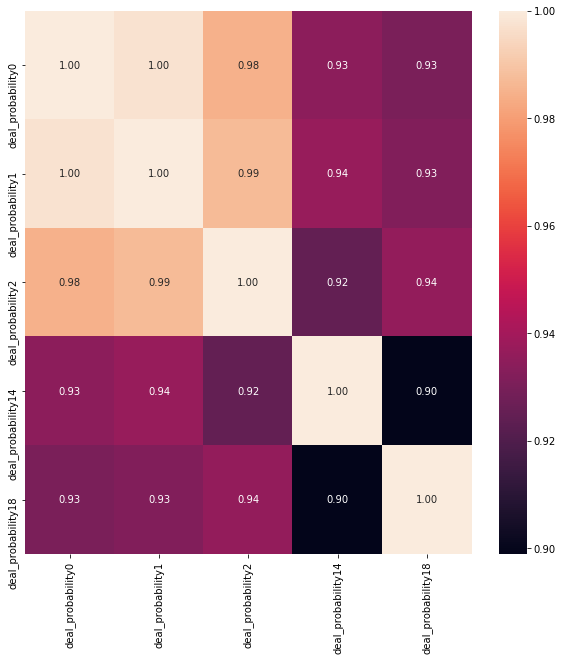 deal_probability0 1.00 1.00 0.98 0.93 0.93
deal_probability1 1.00 1.00 0.99 0.94 0.93
deal_probability2 0.98 0.99 1.00 0.92 0.94
deal_probability14 0.93 0.94 0.92 1.00 0.90
deal_probability18 0.93 0.93 0.94 0.90 1.00
deal_probability0 deal_probability1 deal_probability2 deal_probability14 deal_probability18
1.00
0.98
0.96
0.94
0.92
0.90